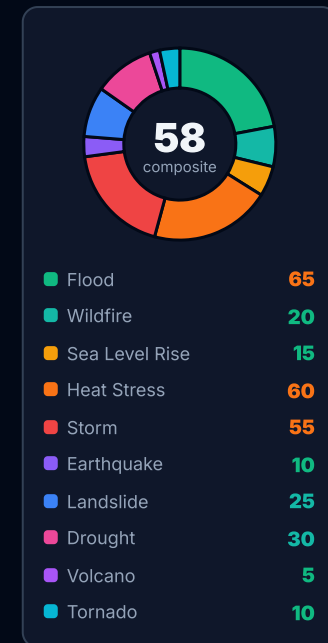 58
composite
Flood 65
Wildfire 20
Sea Level Rise 15
Heat Stress 60
Storm 55
Earthquake 10
Landslide 25
Drought 30
Volcano 5
Tornado 10